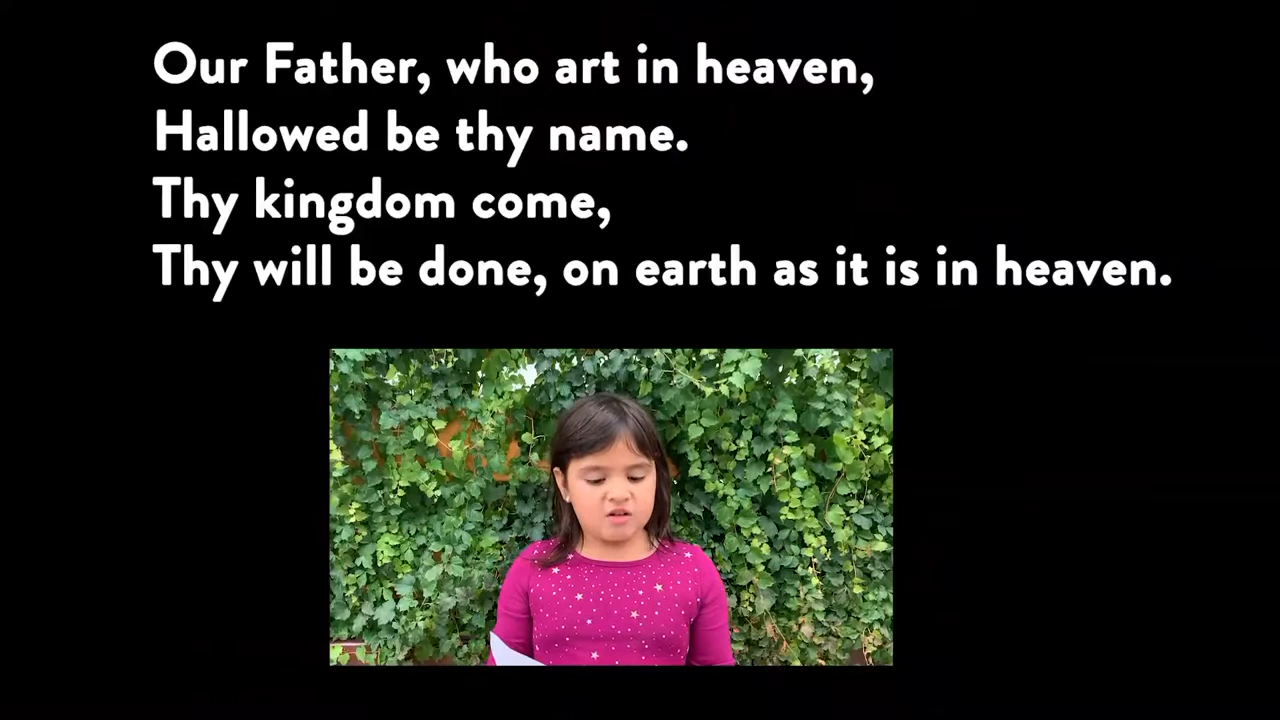 Our Father, who art in heaven,
Hallowed be thy name.
Thy kingdom come,
Thy will be done, on earth as it is in heaven.